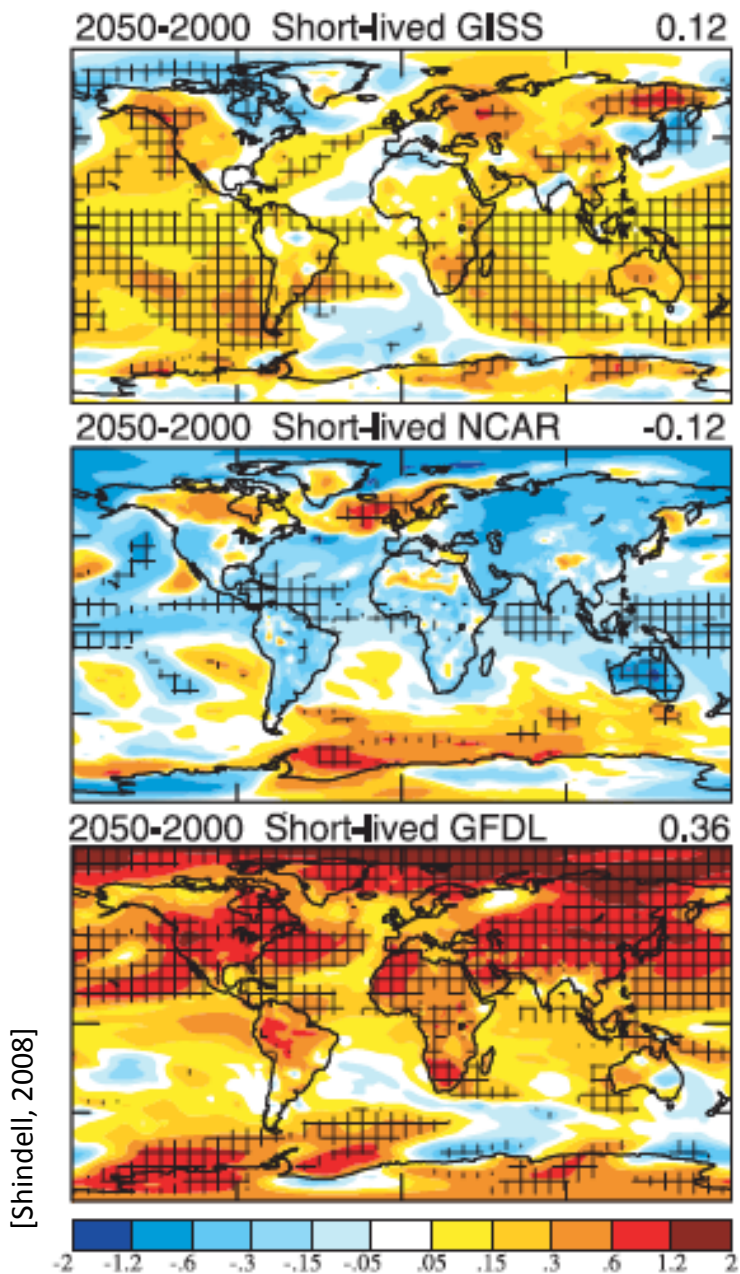 2050-2000 Short-lived GISS 0.12
2050-2000 Short-lived NCAR -0.12
2050-2000 Short-lived GFDL 0.36
[Shindell, 2008]
-2 -1.2 -.6 -.3 -.15 -.05 .05 .15 .3 .6 1.2 2